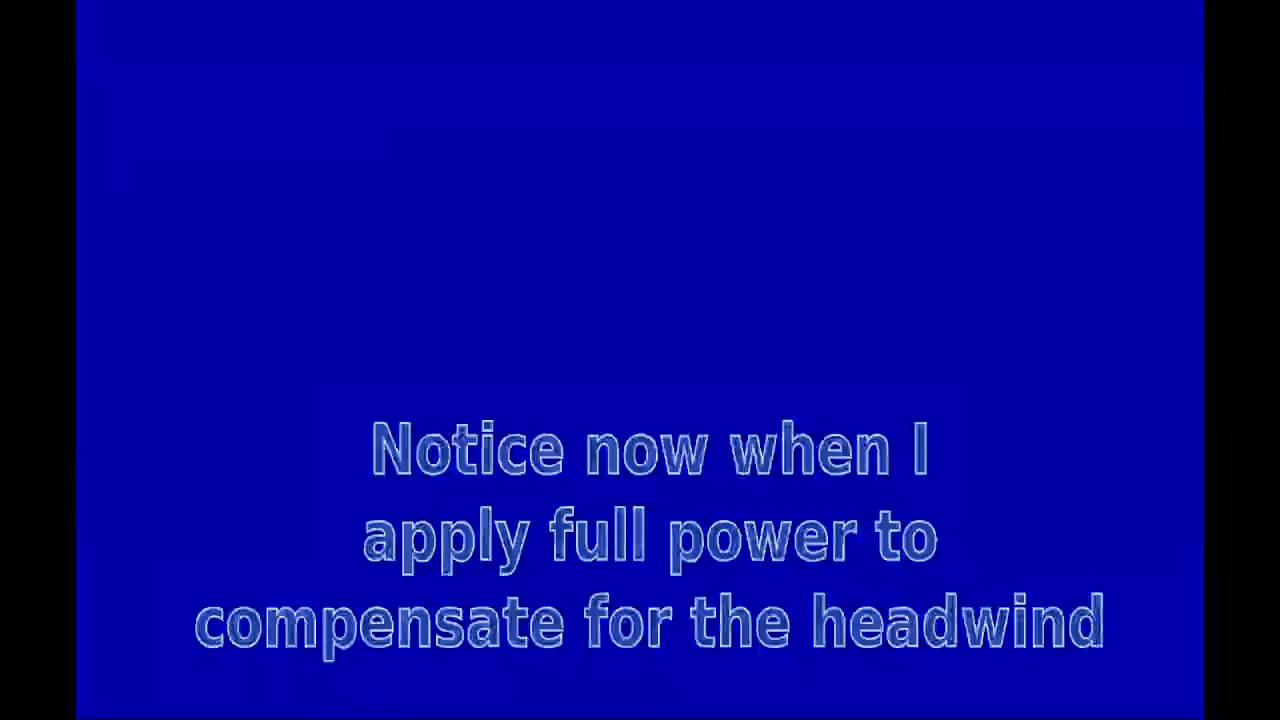 Notice now when I
apply full power to
compensate for the headwind